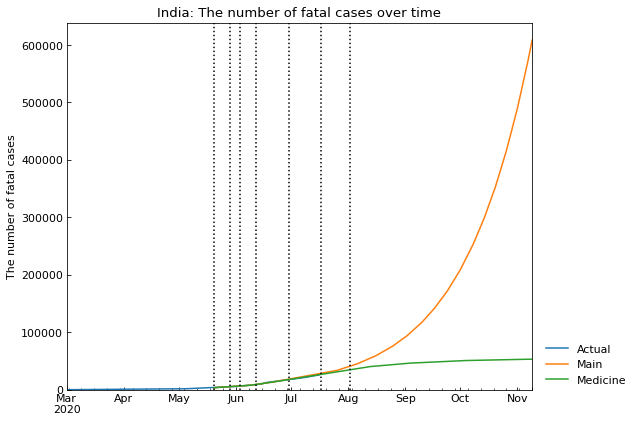 India: The number of fatal cases over time
The number of fatal cases
600000
500000
400000
300000
200000
100000
0
Mar Apr May Jun Jul Aug Sep Oct Nov
2020
Actual
Main
Medicine